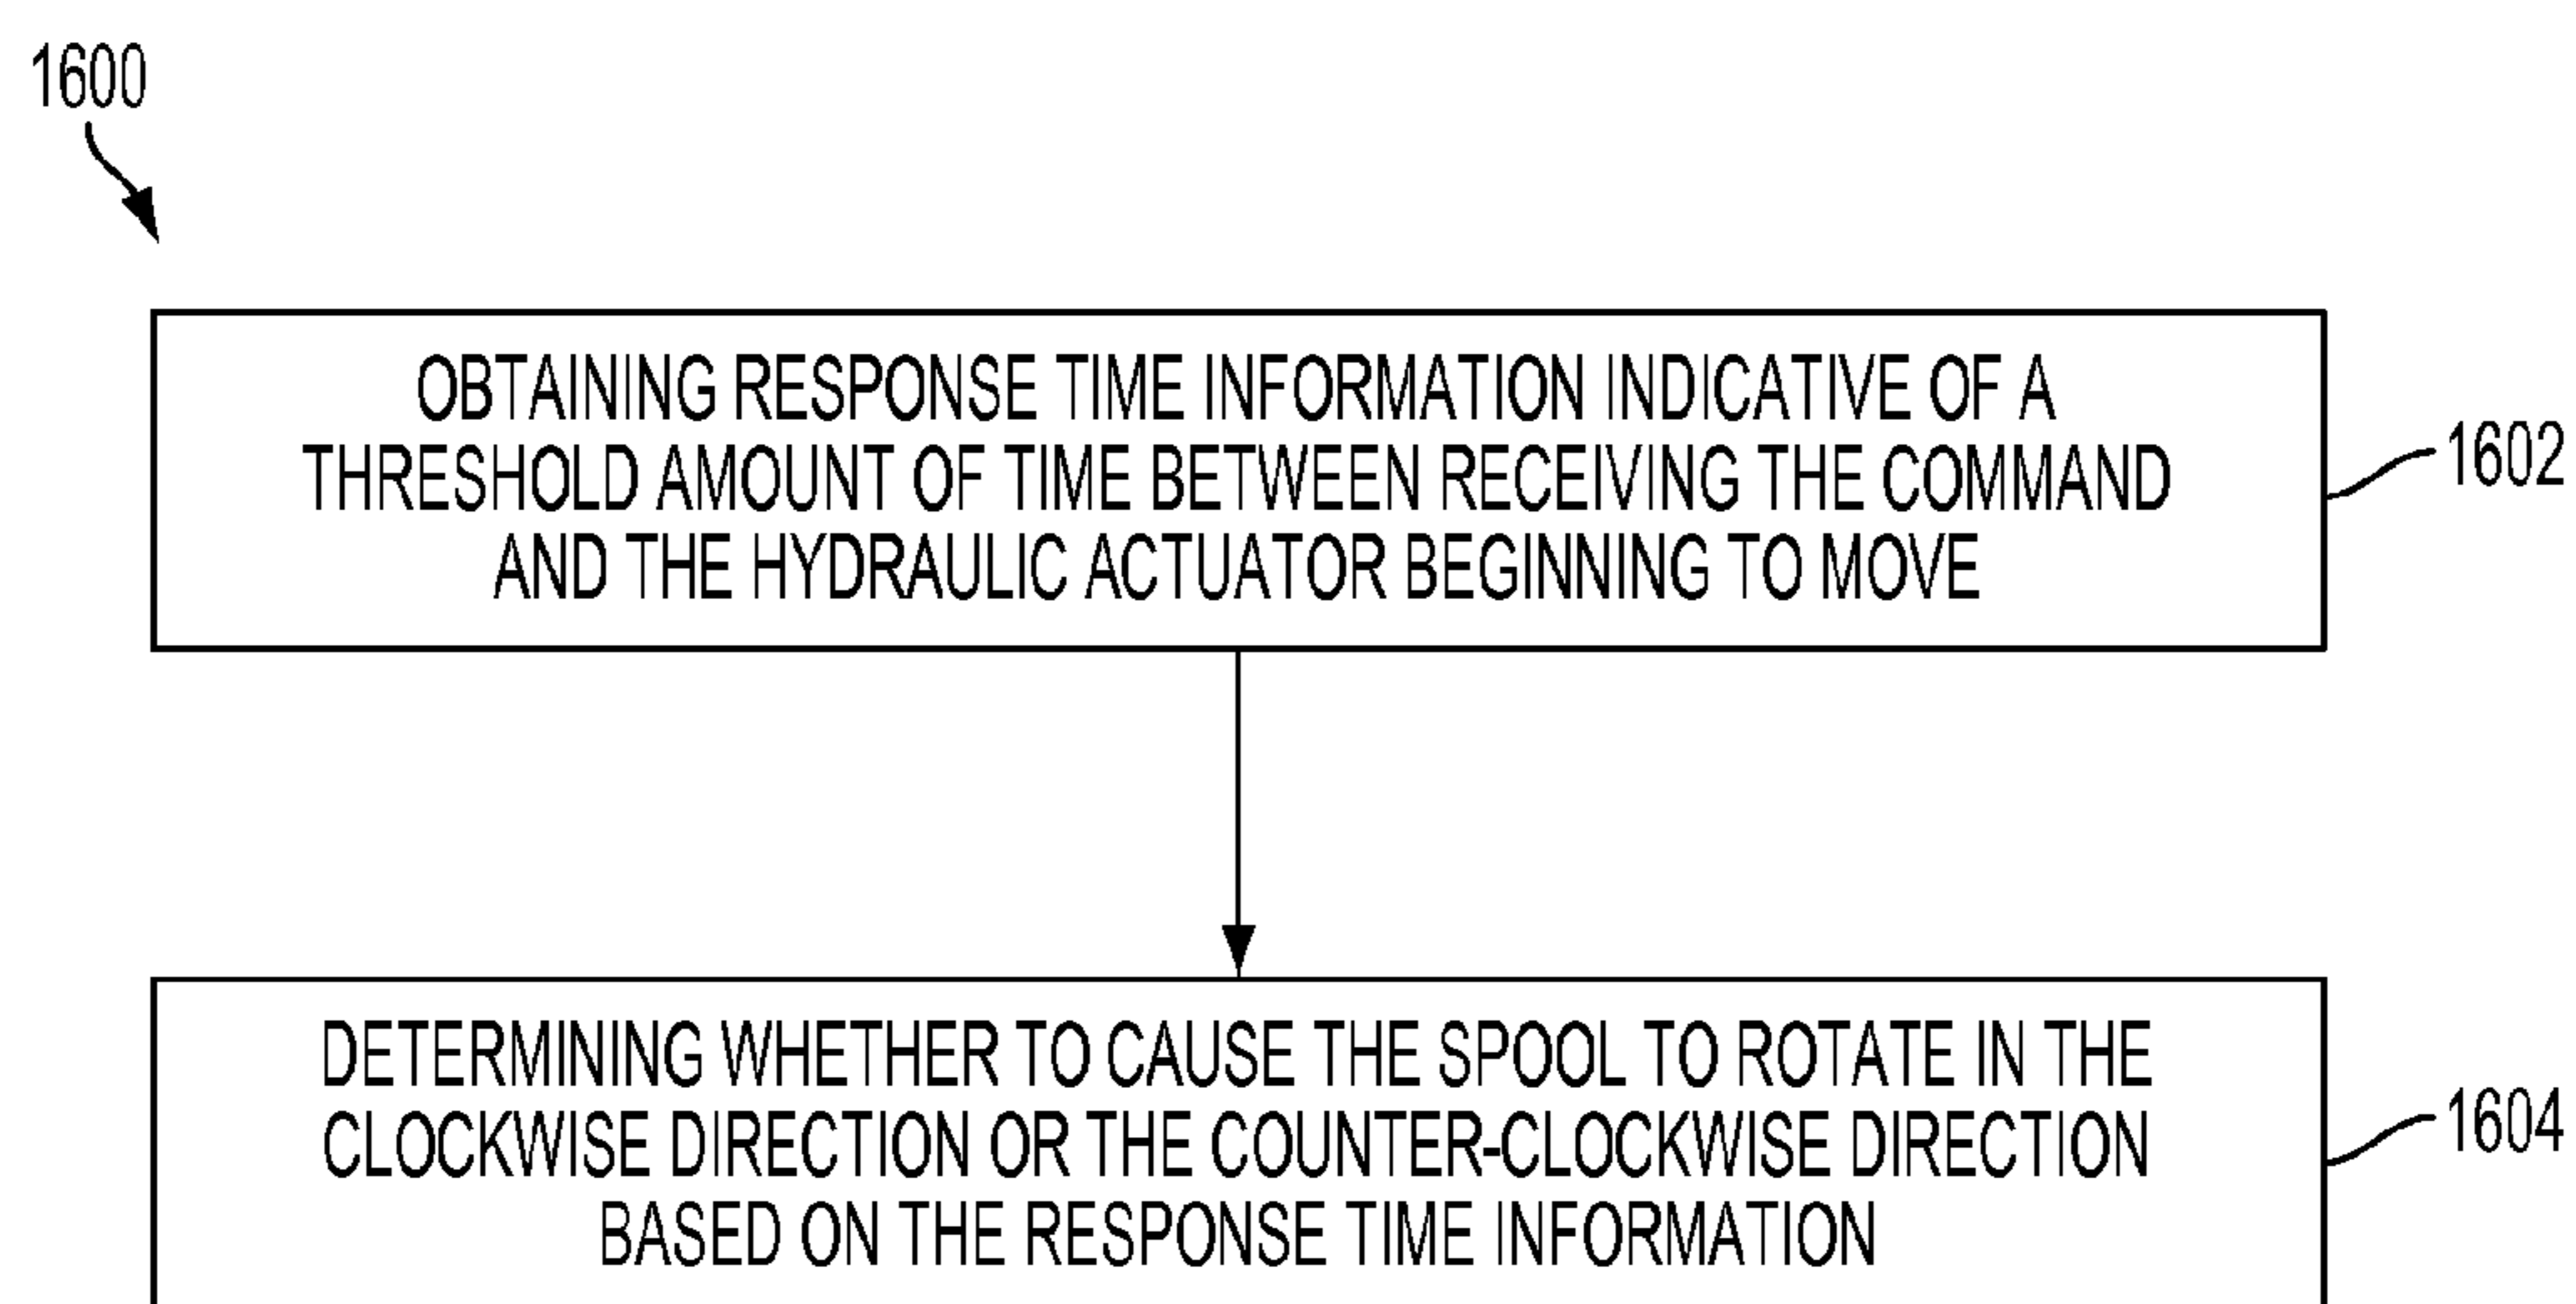 1600
OBTAINING RESPONSE TIME INFORMATION INDICATIVE OF A
THRESHOLD AMOUNT OF TIME BETWEEN RECEIVING THE COMMAND
AND THE HYDRAULIC ACTUATOR BEGINNING TO MOVE
1602
DETERMINING WHETHER TO CAUSE THE SPOOL TO ROTATE IN THE
CLOCKWISE DIRECTION OR THE COUNTER-CLOCKWISE DIRECTION
BASED ON THE RESPONSE TIME INFORMATION
1604